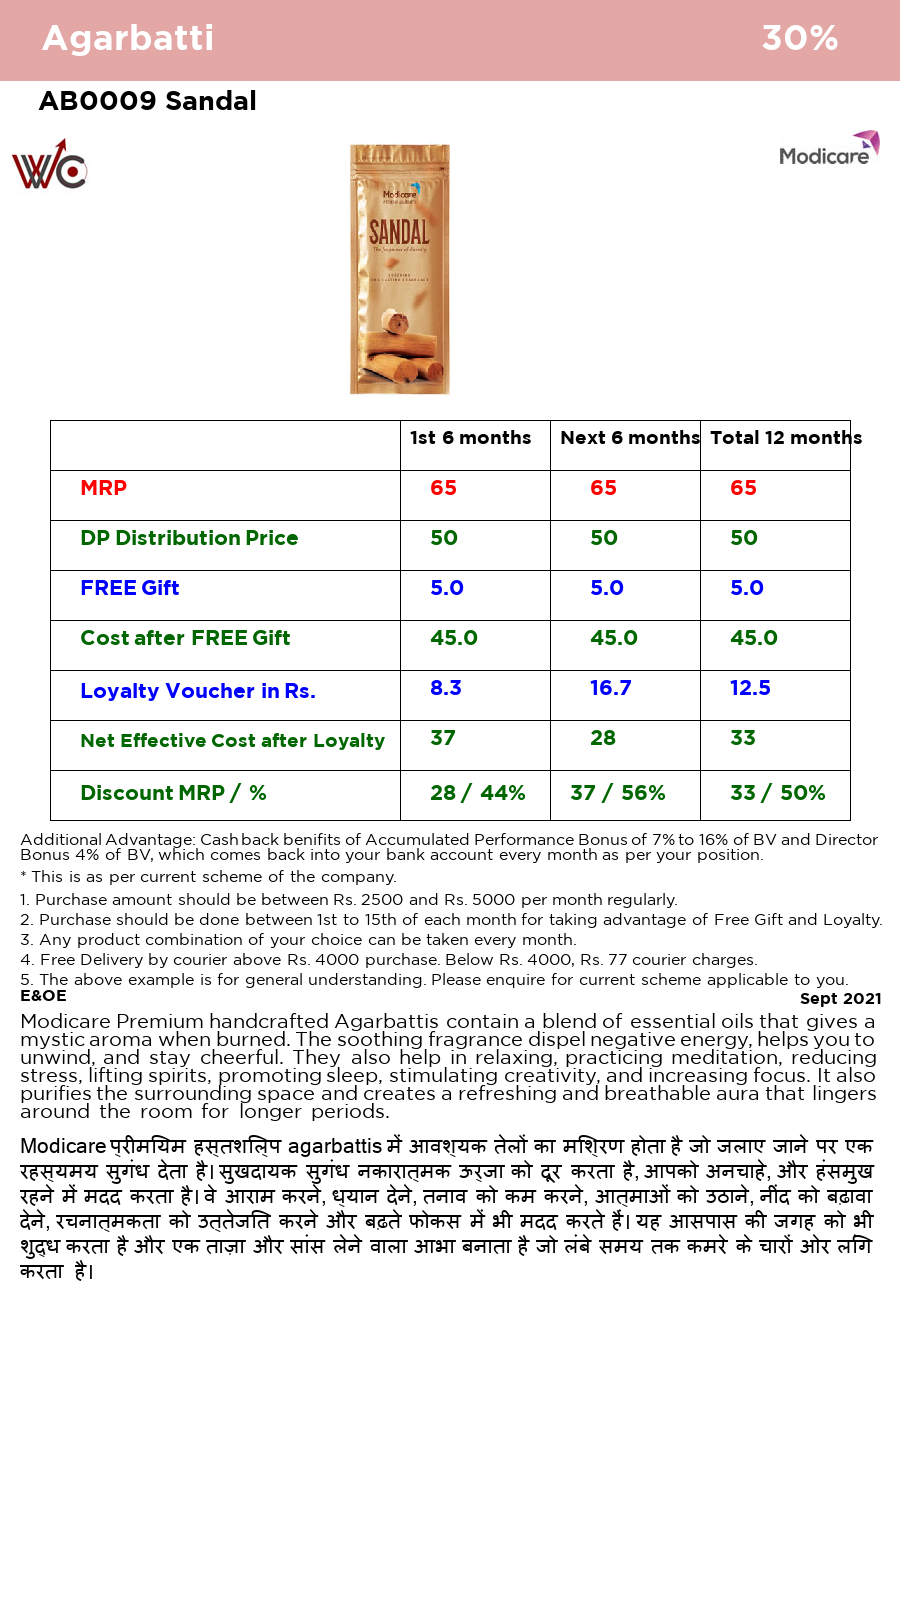 Agarbatti 30%
AB0009 Sandal
WC
Modicare
Modicare
SANDAL
1st 6 months Next 6 months Total 12 months
MRP 65 65 65
DP Distribution Price 50 50 50
FREE Gift 5.0 5.0 5.0
Cost after FREE Gift 45.0 45.0 45.0
Loyalty Voucher in Rs. 8.3 16.7 12.5
Net Effective Cost after Loyalty 37 28 33
Discount MRP / % 28 / 44% 37 / 56% 33 / 50%
Additional Advantage: Cashback benifits of Accumulated Performance Bonus of 7% to 16% of BV and Director
Bonus 4% of BV, which comes back into your bank account every month as per your position.
* This is as per current scheme of the company.
1. Purchase amount should be between Rs. 2500 and Rs. 5000 per month regularly.
2. Purchase should be done between 1st to 15th of each month for taking advantage of Free Gift and Loyalty.
3. Any product combination of your choice can be taken every month.
4. Free Delivery by courier above Rs. 4000 purchase. Below Rs. 4000, Rs. 77 courier charges.
5. The above example is for general understanding. Please enquire for current scheme applicable to you.
E&OE
Sept 2021
Modicare Premium handcrafted Agarbattis contain a blend of essential oils that gives a
mystic aroma when burned. The soothing fragrance dispel negative energy, helps you to
unwind, and stay cheerful. They also help in relaxing, practicing meditation, reducing
stress, lifting spirits, promoting sleep, stimulating creativity, and increasing focus. It also
purifies the surrounding space and creates a refreshing and breathable aura that lingers
around the room for longer periods.
Modicare प्रीमियम हस्तशिल्प agarbattis में आवश्यक तेलों का मिश्रण होता है जो जलाए जाने पर एक
रहस्यमय सुगंध देता है। सुखदायक सुगंध नकारात्मक ऊर्जा को दूर करता है, आपको अनचाहे, और हंसमुख
रहने में मदद करता है। वे आराम करने, ध्यान देने, तनाव को कम करने, आत्माओं को उठाने, नींद को बढ़ावा
देने, रचनात्मकता को उत्तेजित करने और बढ़ते फोकस में भी मदद करते हैं। यह आसपास की जगह को भी
शुद्ध करता है और एक ताज़ा और सांस लेने वाला आभा बनाता है जो लंबे समय तक कमरे के चारों ओर लिंग
करता है।